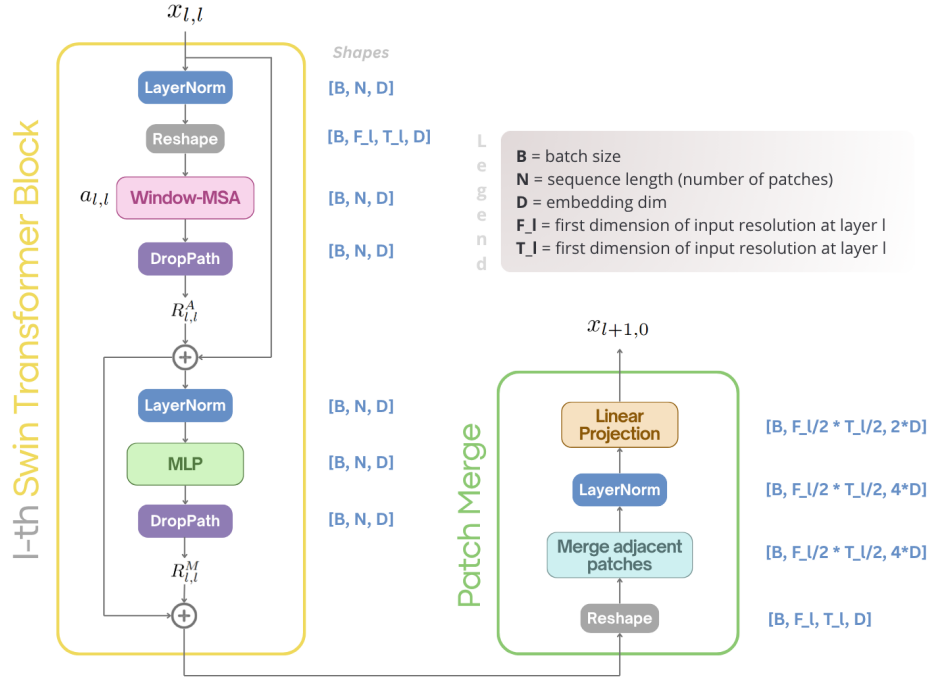 x_{l,l}
Shapes
LayerNorm
[B, N, D]
Reshape
[B, F_l, T_l, D]
a_{l,l}
Window-MSA
[B, N, D]
DropPath
[B, N, D]
R^A_{l,l}
+
LayerNorm
[B, N, D]
MLP
[B, N, D]
DropPath
[B, N, D]
R^M_{l,l}
+
l-th Swin Transformer Block
Legend
B = batch size
N = sequence length (number of patches)
D = embedding dim
F_l = first dimension of input resolution at layer l
T_l = first dimension of input resolution at layer l
x_{l+1,0}
Linear
Projection
[B, F_l/2 * T_l/2, 2*D]
LayerNorm
[B, F_l/2 * T_l/2, 4*D]
Merge adjacent
patches
[B, F_l/2 * T_l/2, 4*D]
Reshape
[B, F_l, T_l, D]
Patch Merge